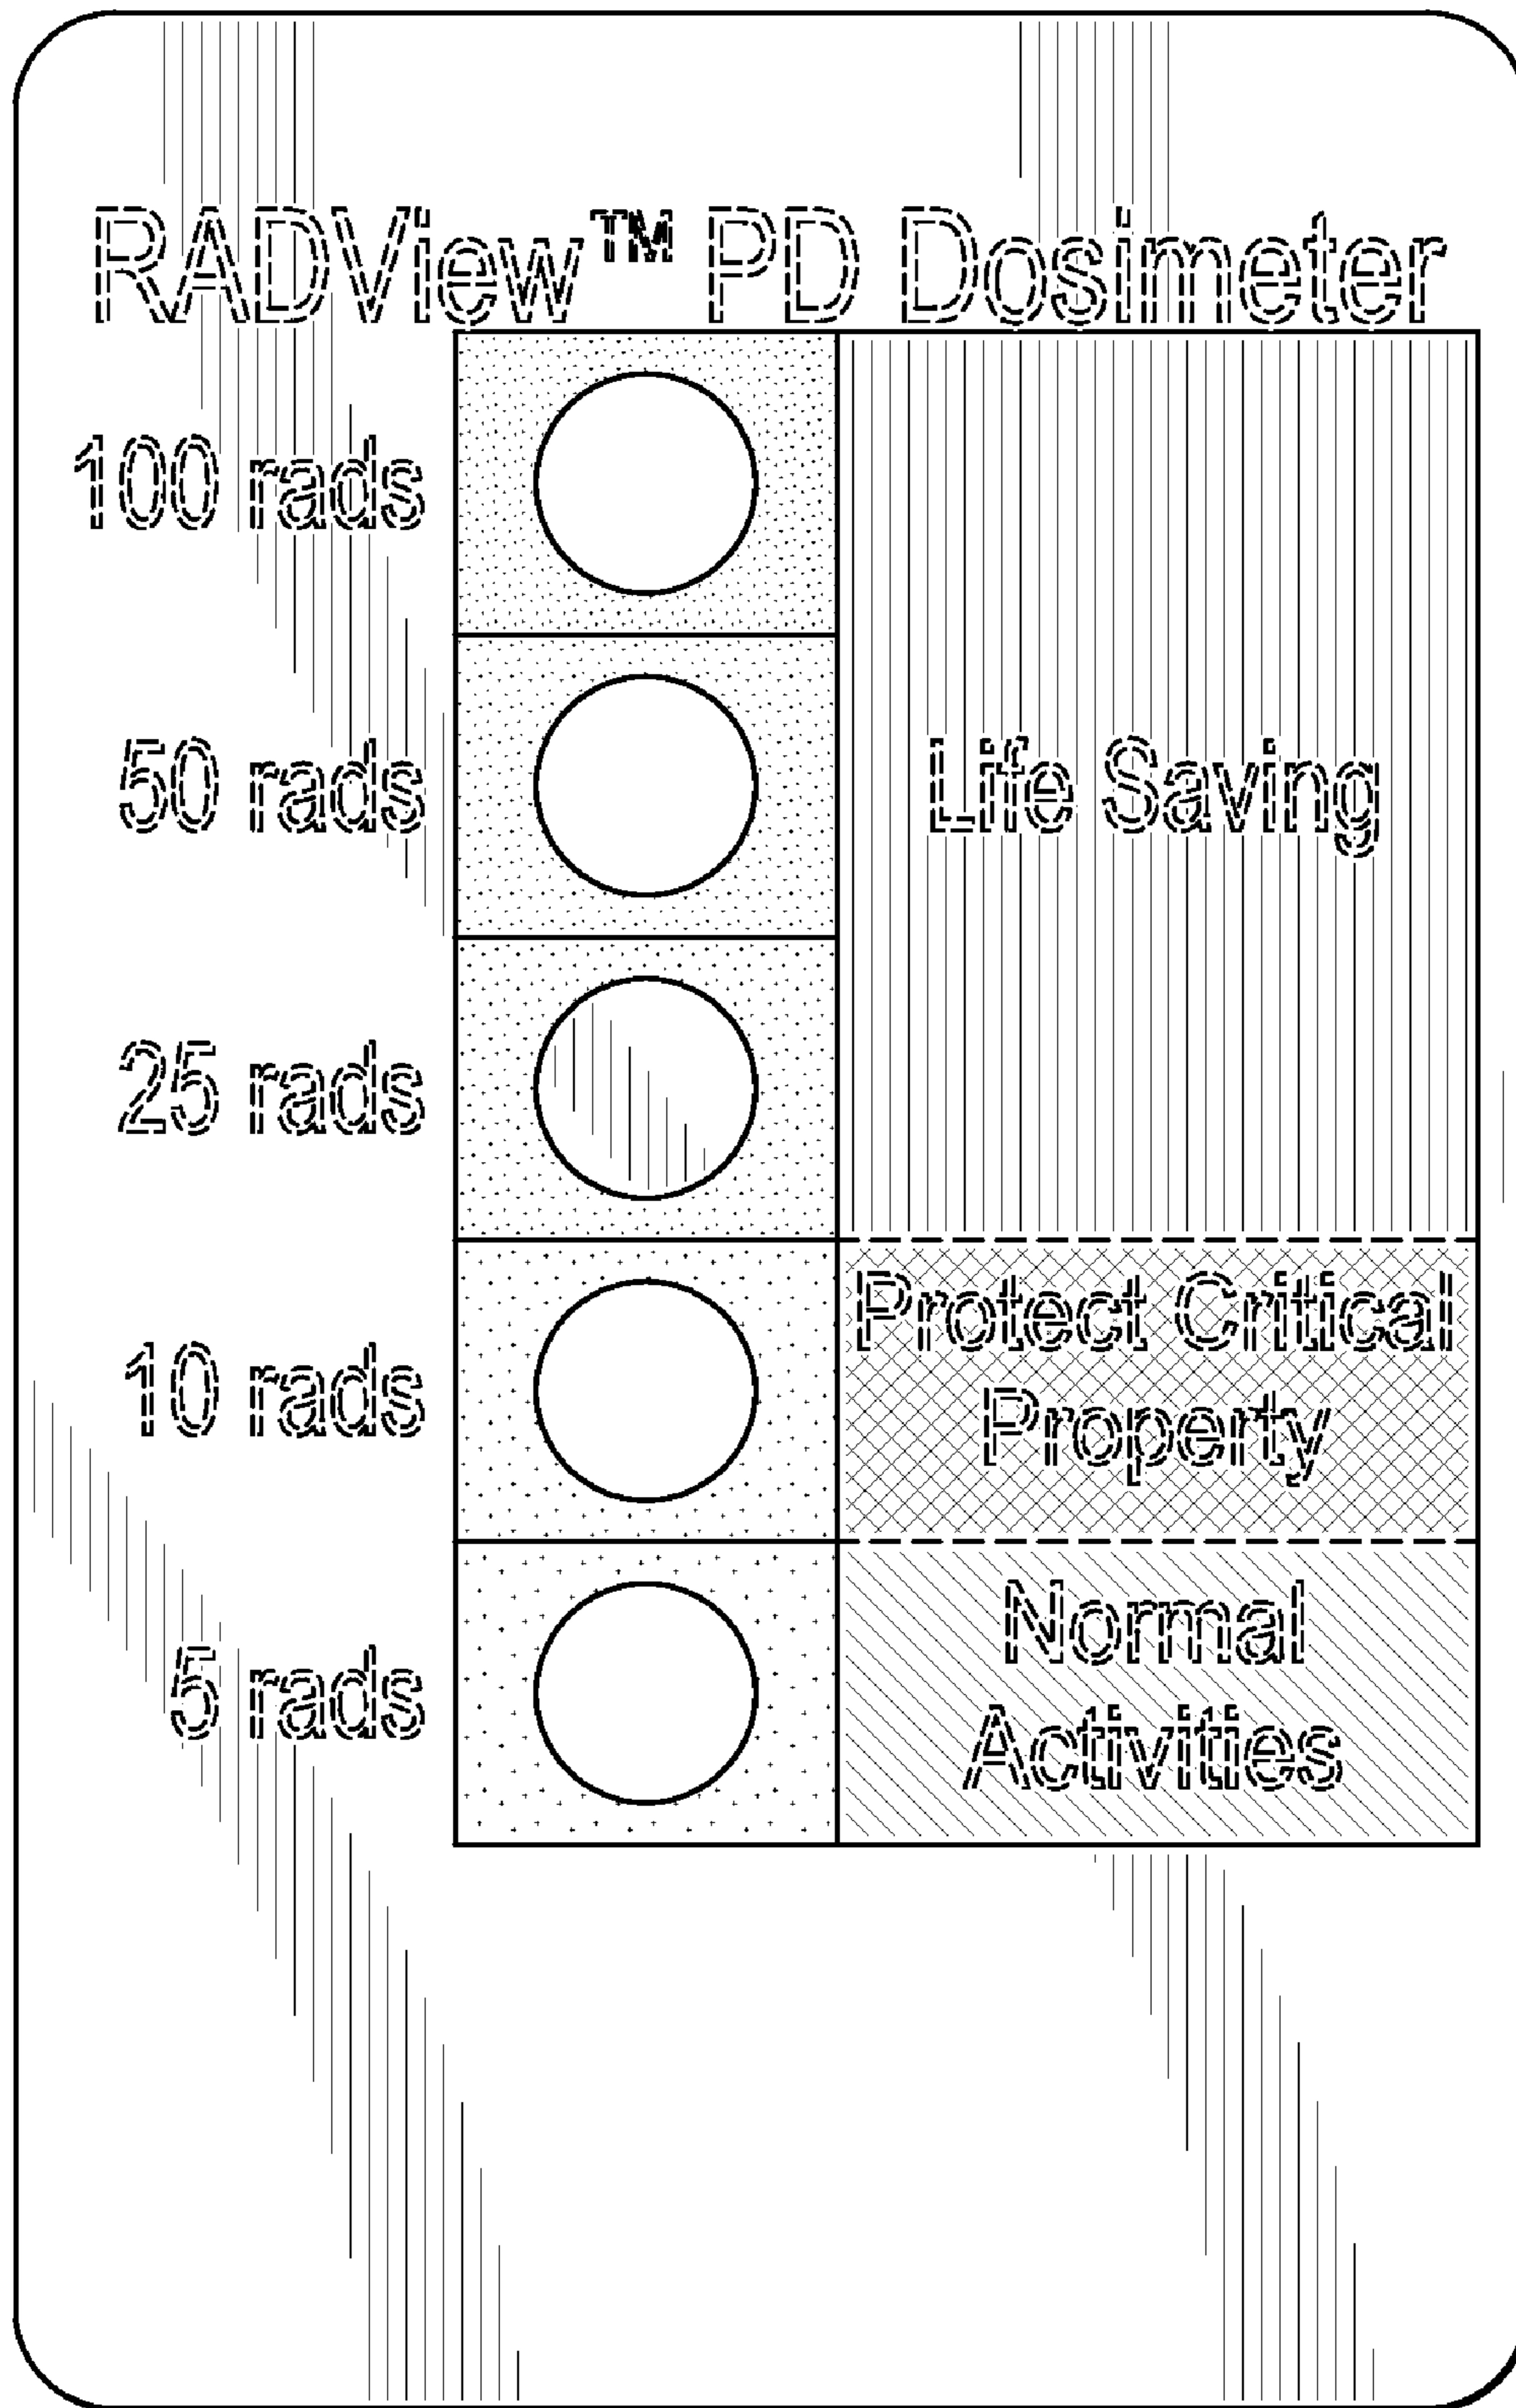 RADView™ PD Dosimeter
100 rads
50 rads
Life Saving
25 rads
10 rads
Protect Critical
Property
5 rads
Normal
Activities